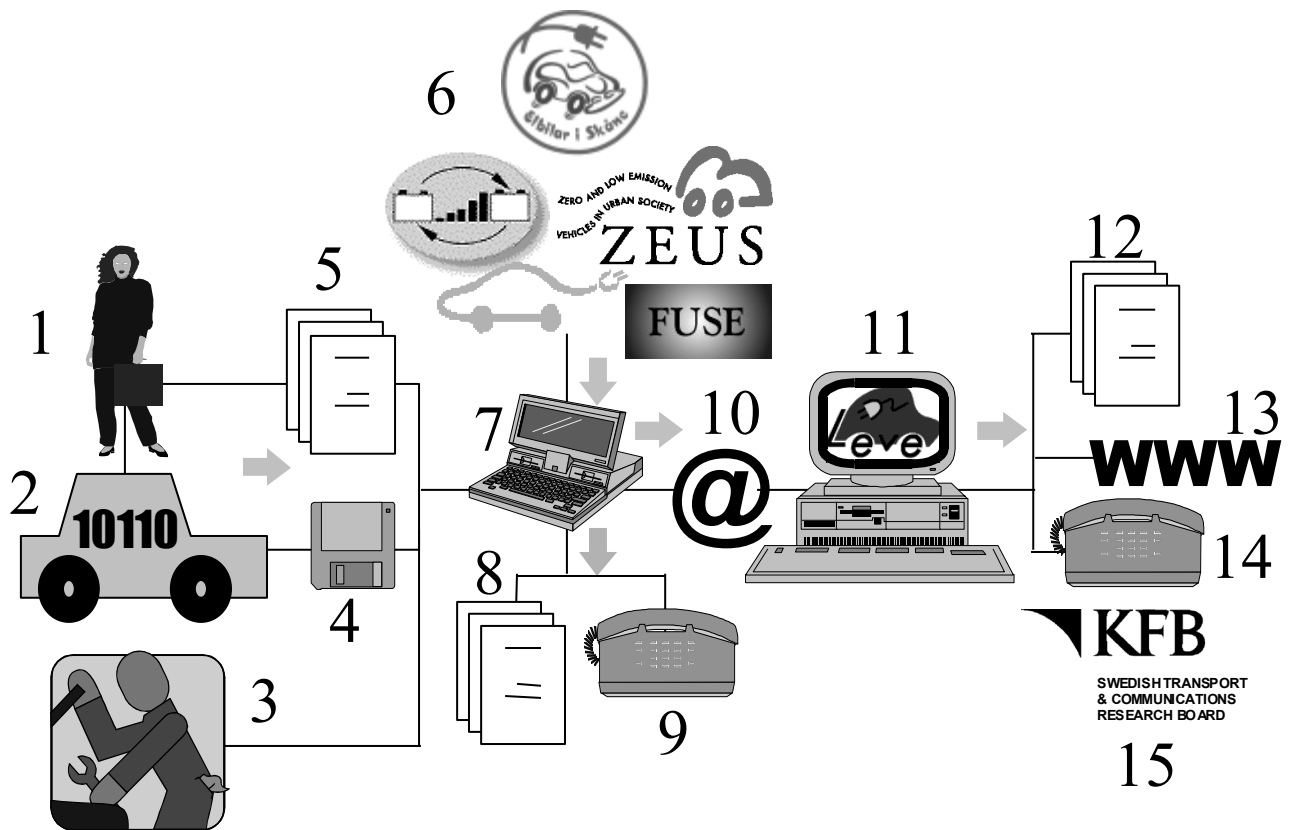 6
Elbilar i Skåne
ZERO AND LOW EMISSION
VEHICLES IN URBAN SOCIETY
ZEUS
FUSE
1
5
2
10110
4
3
7
8
9
10
@
11
Leve
12
13
www
14
KFB
SWEDISH TRANSPORT
& COMMUNICATIONS
RESEARCH BOARD
15